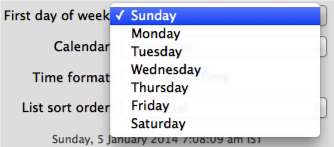 First day of week ✓ Sunday
Monday
Calendar
Tuesday
Wednesday
Time format
Thursday
List sort order
Friday
Saturday
Sunday, 5 January 2014 7:08:09 am IST